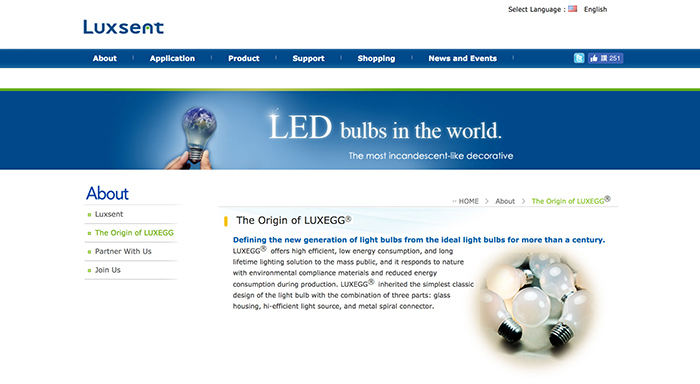 Select Language : English
Luxsent
About Application Product Support Shopping News and Events
讚 251
LED bulbs in the world.
The most incandescent-like decorative
About
HOME > About > The Origin of LUXEGG®
Luxsent
The Origin of LUXEGG
Partner With Us
Join Us
The Origin of LUXEGG®
Defining the new generation of light bulbs from the ideal light bulbs for more than a century.
LUXEGG® offers high efficient, low energy consumption, and long
lifetime lighting solution to the mass public, and it responds to nature
with environmental compliance materials and reduced energy
consumption during production. LUXEGG® inherited the simplest classic
design of the light bulb with the combination of three parts: glass
housing, hi-efficient light source, and metal spiral connector.